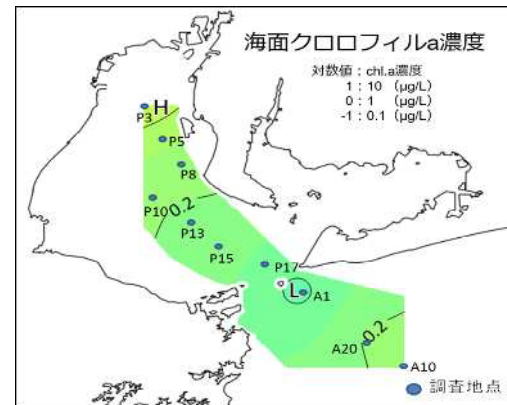 海面クロロフィルa濃度
対数値：chl.a濃度
1：10 (μg/L)
0：1 (μg/L)
-1：0.1 (μg/L)
H
P3
P5
P8
P10
0.2
P13
P15
P17
L
A1
0.2
A20
A10
調査地点